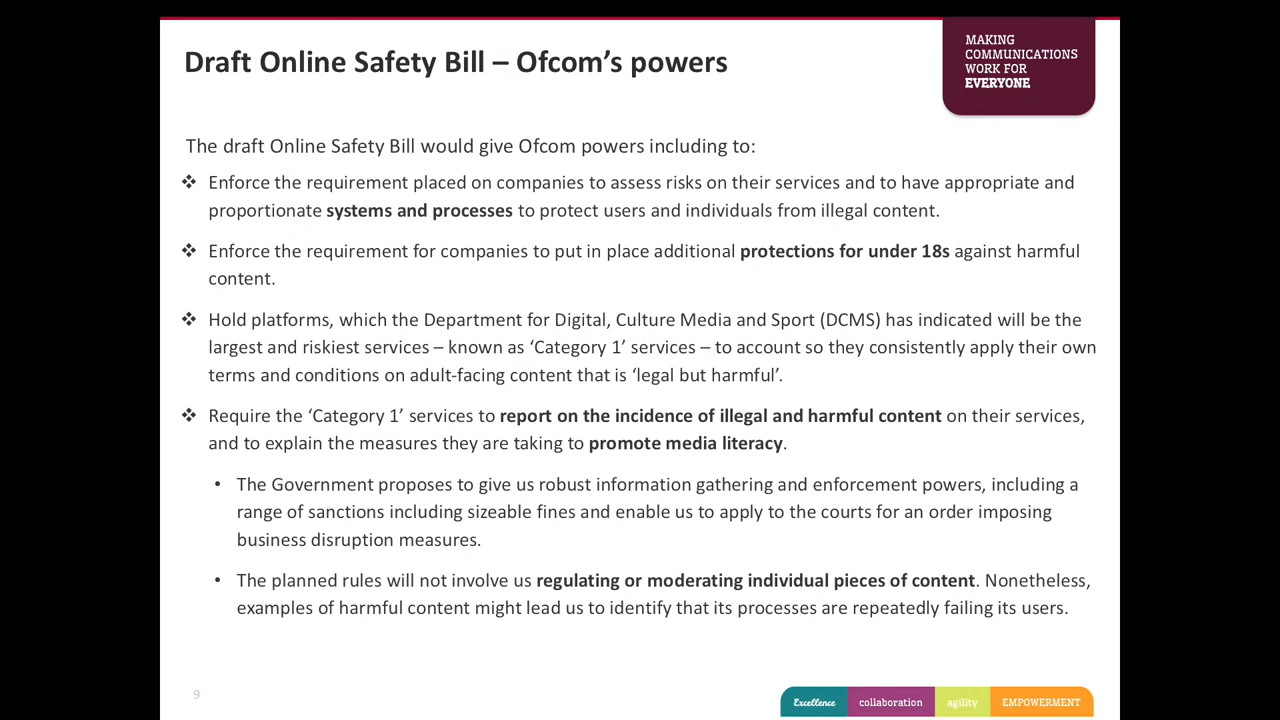 Draft Online Safety Bill – Ofcom’s powers
MAKING
COMMUNICATIONS
WORK FOR
EVERYONE
The draft Online Safety Bill would give Ofcom powers including to:
❖ Enforce the requirement placed on companies to assess risks on their services and to have appropriate and
proportionate systems and processes to protect users and individuals from illegal content.
❖ Enforce the requirement for companies to put in place additional protections for under 18s against harmful
content.
❖ Hold platforms, which the Department for Digital, Culture Media and Sport (DCMS) has indicated will be the
largest and riskiest services – known as ‘Category 1’ services – to account so they consistently apply their own
terms and conditions on adult-facing content that is ‘legal but harmful’.
❖ Require the ‘Category 1’ services to report on the incidence of illegal and harmful content on their services,
and to explain the measures they are taking to promote media literacy.
• The Government proposes to give us robust information gathering and enforcement powers, including a
range of sanctions including sizeable fines and enable us to apply to the courts for an order imposing
business disruption measures.
• The planned rules will not involve us regulating or moderating individual pieces of content. Nonetheless,
examples of harmful content might lead us to identify that its processes are repeatedly failing its users.
9
Excellence collaboration agility EMPOWERMENT